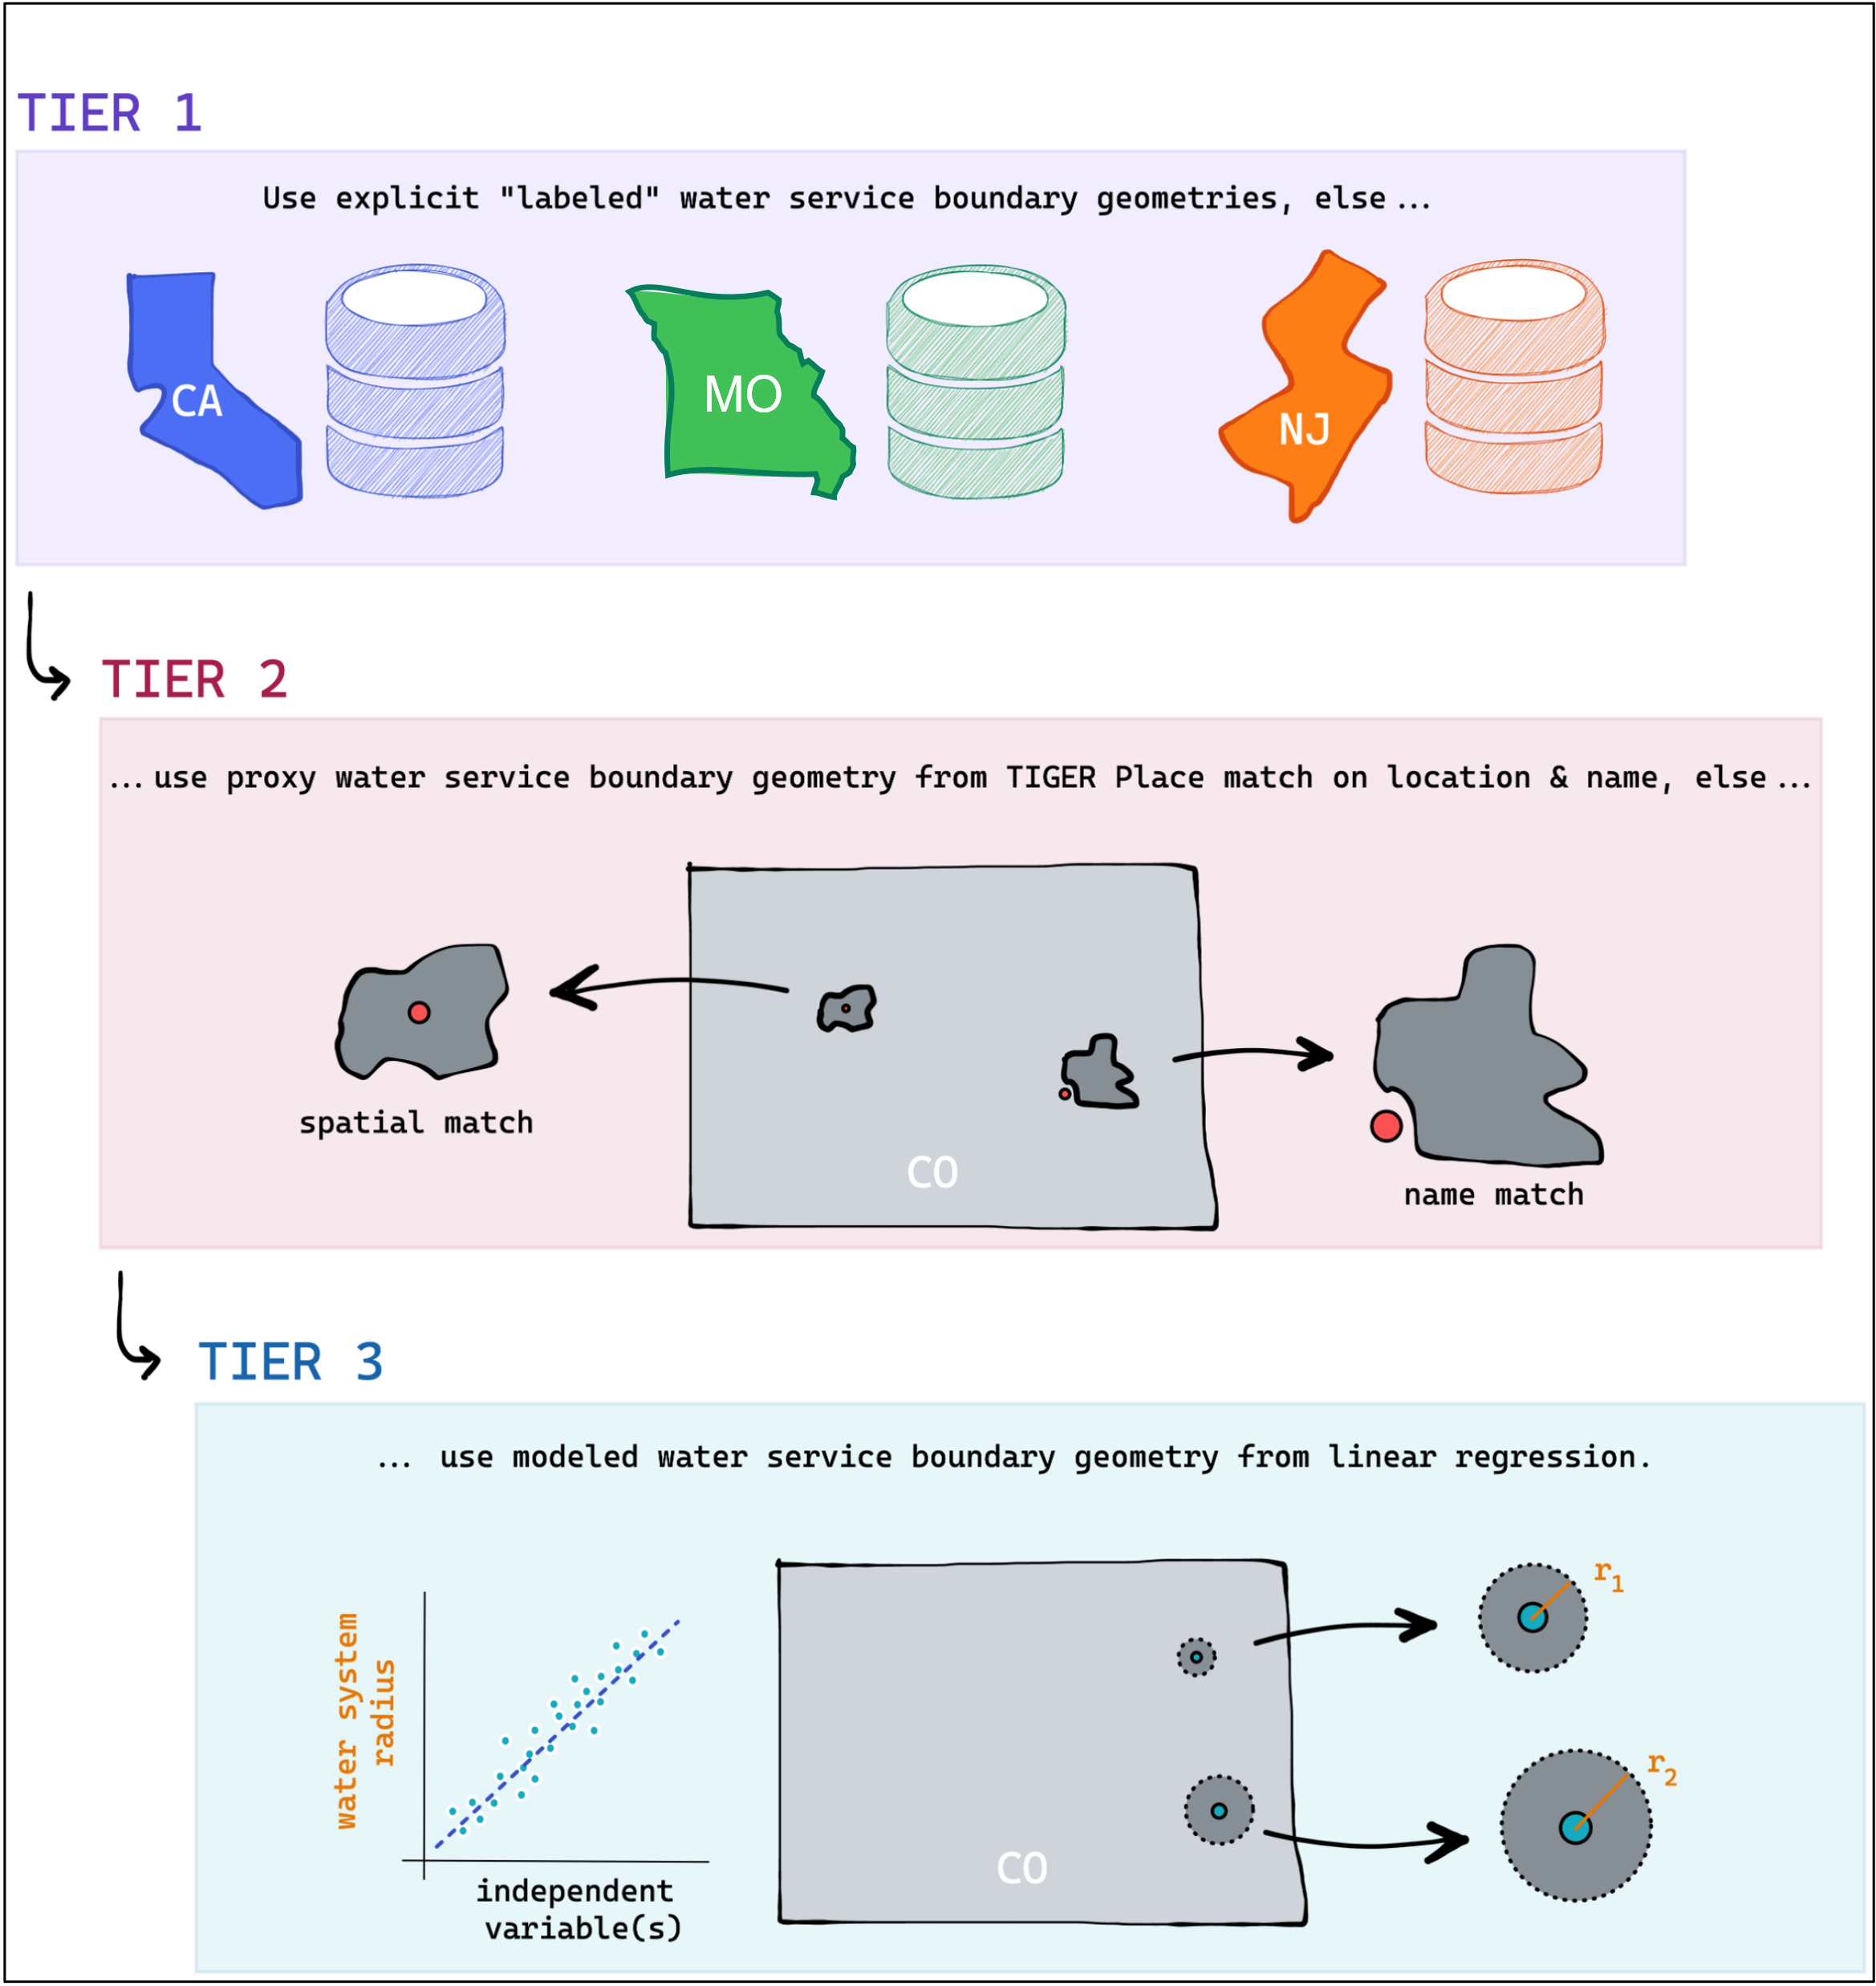 TIER 1
Use explicit "labeled" water service boundary geometries, else ...
CA
MO
NJ
TIER 2
... use proxy water service boundary geometry from TIGER Place match on location & name, else ...
spatial match
CO
name match
TIER 3
... use modeled water service boundary geometry from linear regression.
water system
radius
independent
variable(s)
CO
r1
r2